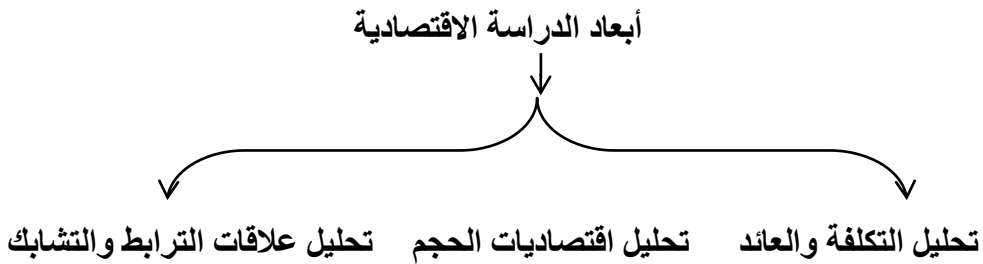 أبعاد الدراسة الاقتصادية
تحليل التكلفة والعائد تحليل اقتصاديات الحجم تحليل علاقات الترابط والتشابك